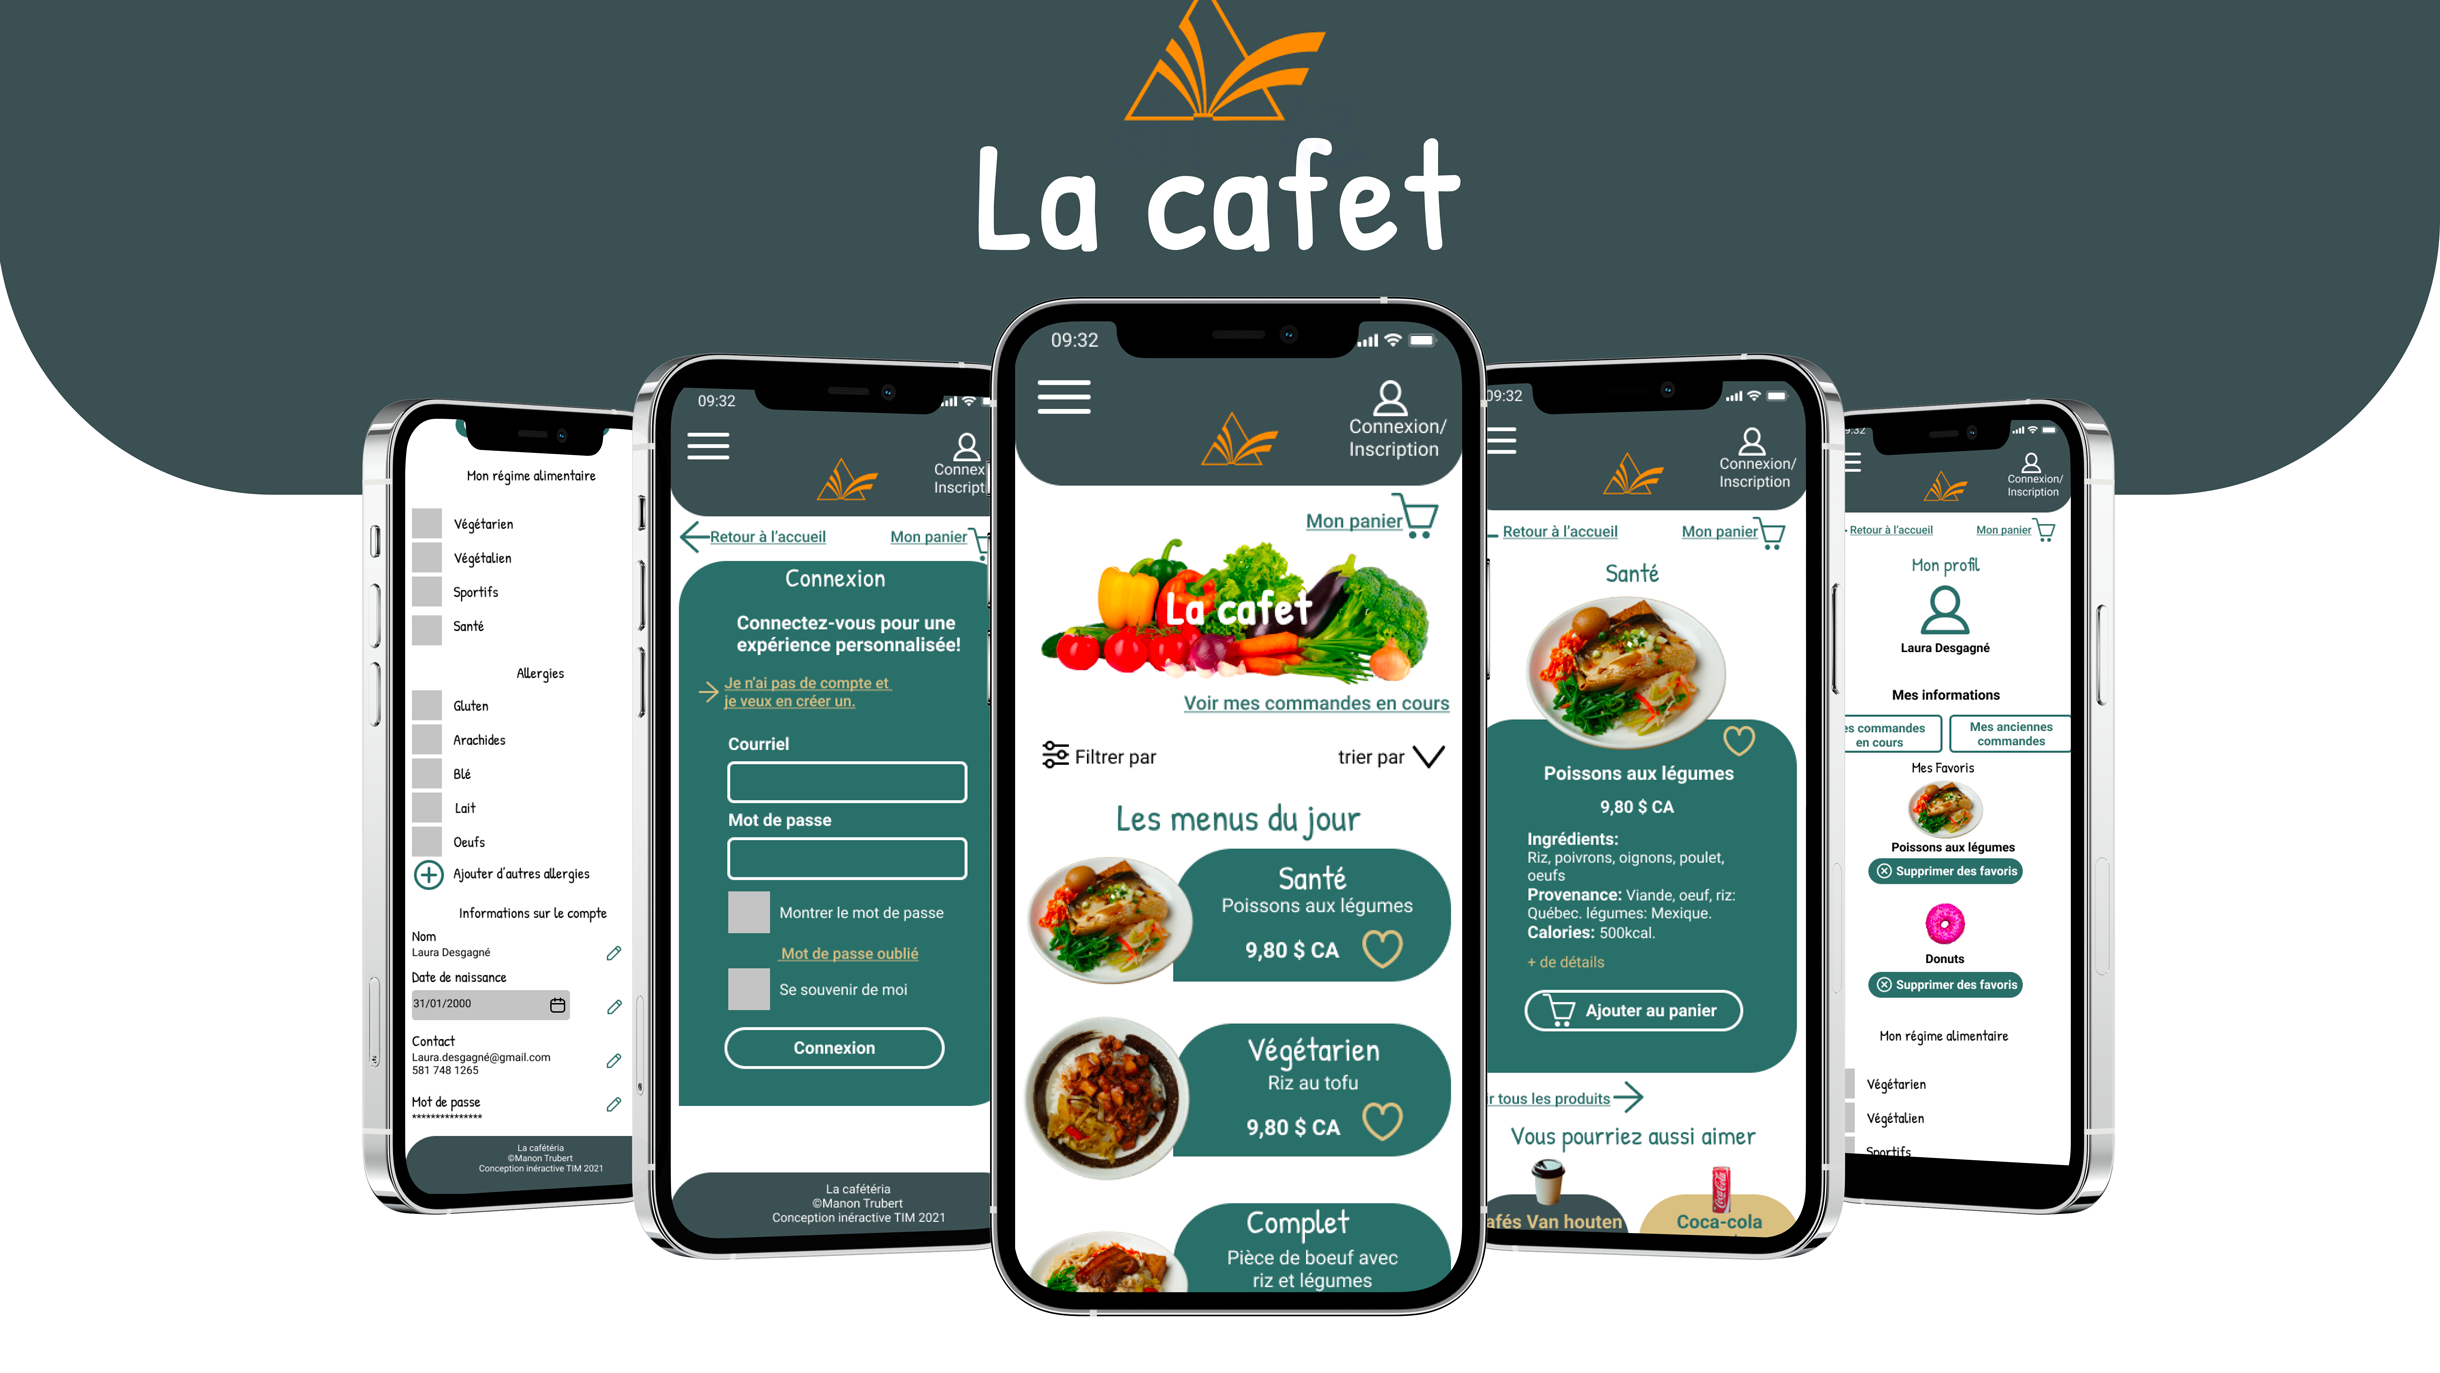 La cafet
Mon régime alimentaire
Végétarien
Végétalien
Sportifs
Santé
Allergies
Gluten
Arachides
Blé
Lait
Oeufs
Ajouter d'autres allergies
Informations sur le compte
Nom
Laura Desgagné
Date de naissance
31/01/2000
Contact
Laura.desgagné@gmail.com
581 748 1265
Mot de passe
***************
La cafétéria
©Manon Trubert
Conception inéractive TIM 2021
09:32
Connex
Inscript
Retour à l'accueil
Mon panier
Connexion
Connectez-vous pour une
expérience personnalisée!
Je n'ai pas de compte et
je veux en créer un.
Courriel
Mot de passe
Montrer le mot de passe
Mot de passe oublié
Se souvenir de moi
Connexion
La cafétéria
©Manon Trubert
Conception inéractive TIM 2021
09:32
Connexion/
Inscription
Mon panier
La cafet
Voir mes commandes en cours
Filtrer par
trier par
Les menus du jour
Santé
Poissons aux légumes
9,80 $ CA
Végétarien
Riz au tofu
9,80 $ CA
Complet
Pièce de boeuf avec
riz et légumes
09:32
Connexion/
Inscription
Retour à l'accueil
Mon panier
Santé
Poissons aux légumes
9,80 $ CA
Ingrédients:
Riz, poivrons, oignons, poulet,
oeufs
Provenance: Viande, oeuf, riz:
Québec. légumes: Mexique.
Calories: 500kcal.
+ de détails
Ajouter au panier
r tous les produits
Vous pourriez aussi aimer
afés Van houten
Coca-cola
9:32
Connexion/
Inscription
Retour à l'accueil
Mon panier
Mon profil
Laura Desgagné
Mes informations
es commandes
en cours
Mes anciennes
commandes
Mes Favoris
Poissons aux légumes
Supprimer des favoris
Donuts
Supprimer des favoris
Mon régime alimentaire
Végétarien
Végétalien
Sportifs